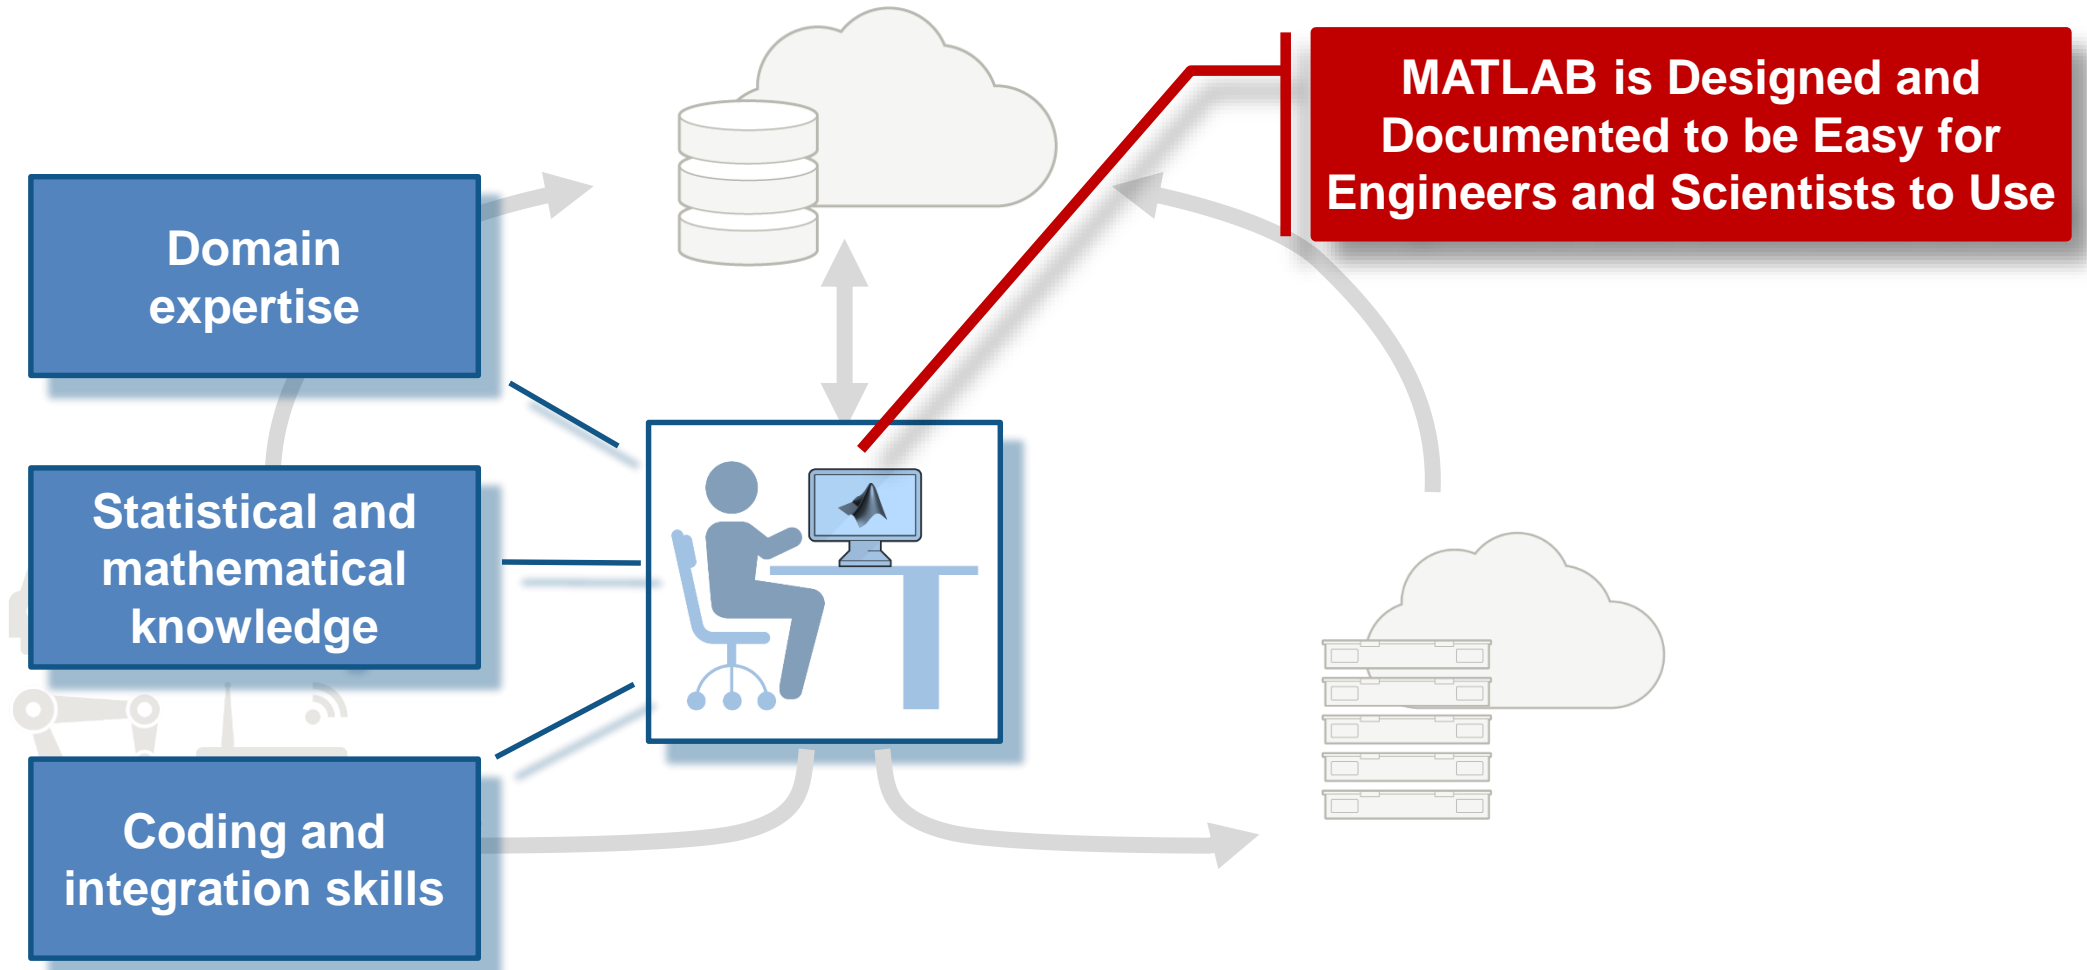 MATLAB is Designed and
Documented to be Easy for
Engineers and Scientists to Use
Domain
expertise
Statistical and
mathematical
knowledge
Coding and
integration skills